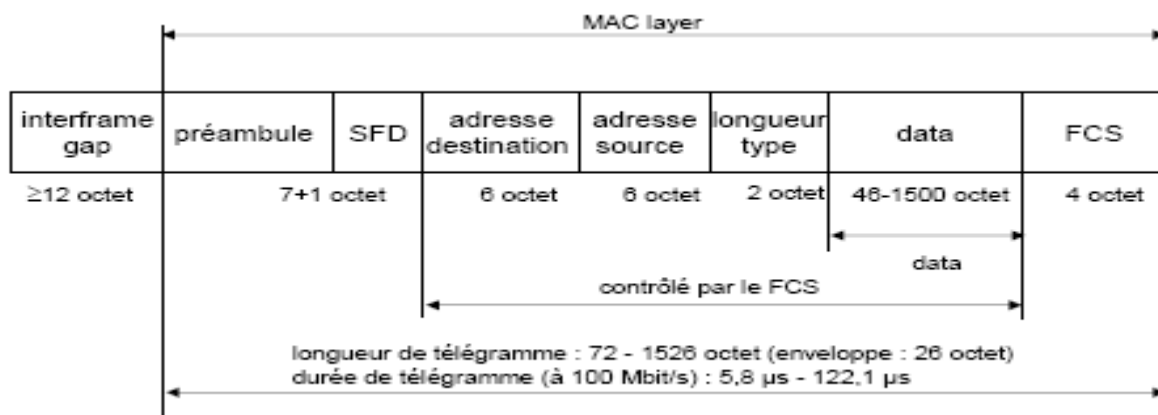 MAC layer
interframe gap
préambule
SFD
adresse destination
adresse source
longueur type
data
FCS
≥12 octet
7+1 octet
6 octet
6 octet
2 octet
46-1500 octet
4 octet
data
contrôlé par le FCS
longueur de télégramme : 72 - 1526 octet (enveloppe : 26 octet)
durée de télégramme (à 100 Mbit/s) : 5,8 µs - 122,1 µs